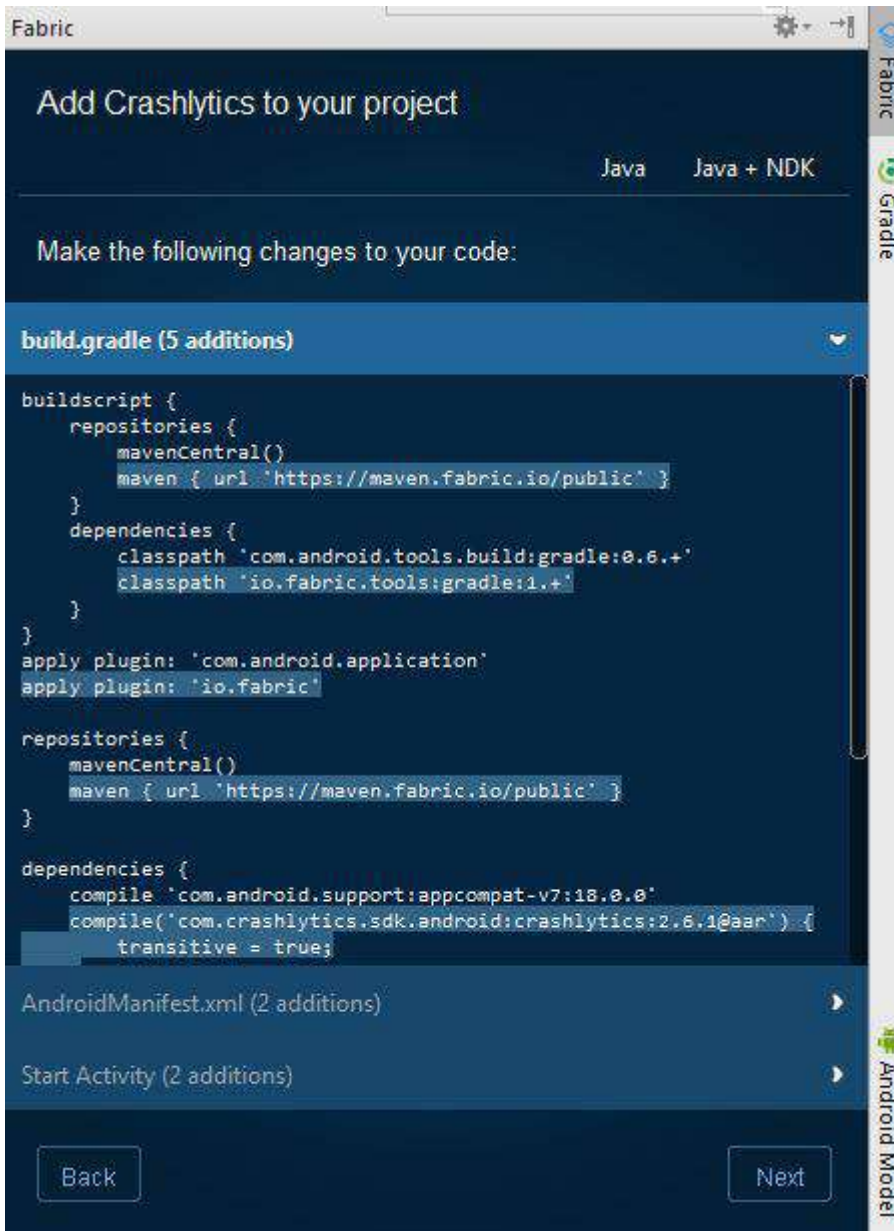 Fabric
Add Crashlytics to your project
Java Java + NDK
Make the following changes to your code:
build.gradle (5 additions)
buildscript {
    repositories {
        mavenCentral()
        maven { url 'https://maven.fabric.io/public' }
    }
    dependencies {
        classpath 'com.android.tools.build:gradle:0.6.+'
        classpath 'io.fabric.tools:gradle:1.+'
    }
}
apply plugin: 'com.android.application'
apply plugin: 'io.fabric'
repositories {
    mavenCentral()
    maven { url 'https://maven.fabric.io/public' }
}
dependencies {
    compile 'com.android.support:appcompat-v7:18.0.0'
    compile('com.crashlytics.sdk.android:crashlytics:2.6.1@aar') {
        transitive = true;
AndroidManifest.xml (2 additions)
Start Activity (2 additions)
Back Next
Fabric
Gradle
Android Model